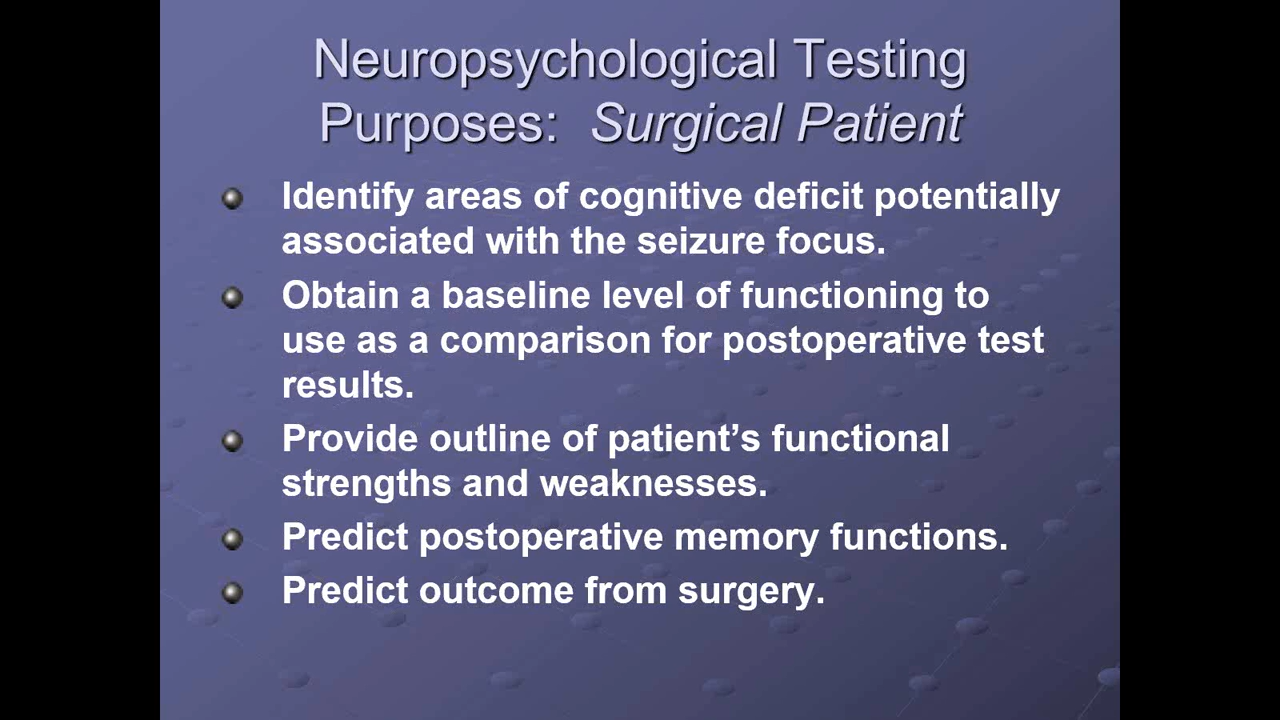 Neuropsychological Testing
Purposes: Surgical Patient
Identify areas of cognitive deficit potentially
associated with the seizure focus.
Obtain a baseline level of functioning to
use as a comparison for postoperative test
results.
Provide outline of patient’s functional
strengths and weaknesses.
Predict postoperative memory functions.
Predict outcome from surgery.